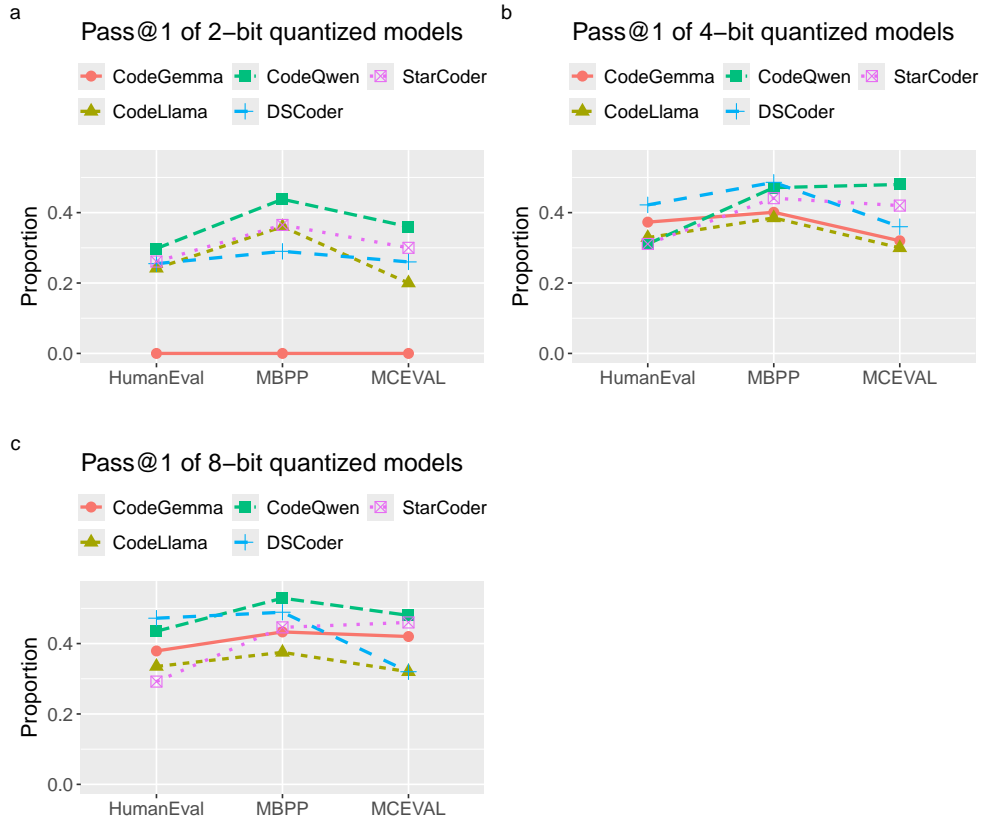 a
Pass@1 of 2−bit quantized models
CodeGemma CodeQwen StarCoder
CodeLlama DSCoder
0.4
0.2
0.0
Proportion
HumanEval MBPP MCEVAL
b
Pass@1 of 4−bit quantized models
CodeGemma CodeQwen StarCoder
CodeLlama DSCoder
0.4
0.2
0.0
Proportion
HumanEval MBPP MCEVAL
c
Pass@1 of 8−bit quantized models
CodeGemma CodeQwen StarCoder
CodeLlama DSCoder
0.4
0.2
0.0
Proportion
HumanEval MBPP MCEVAL